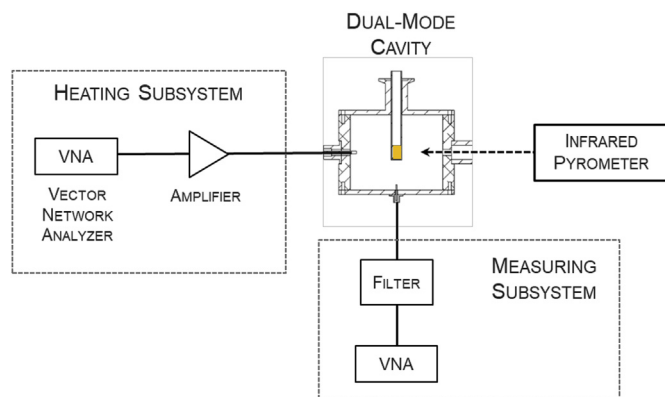 DUAL-MODE
CAVITY
HEATING SUBSYSTEM
VNA
VECTOR
NETWORK
ANALYZER
AMPLIFIER
INFRARED
PYROMETER
MEASURING
SUBSYSTEM
FILTER
VNA